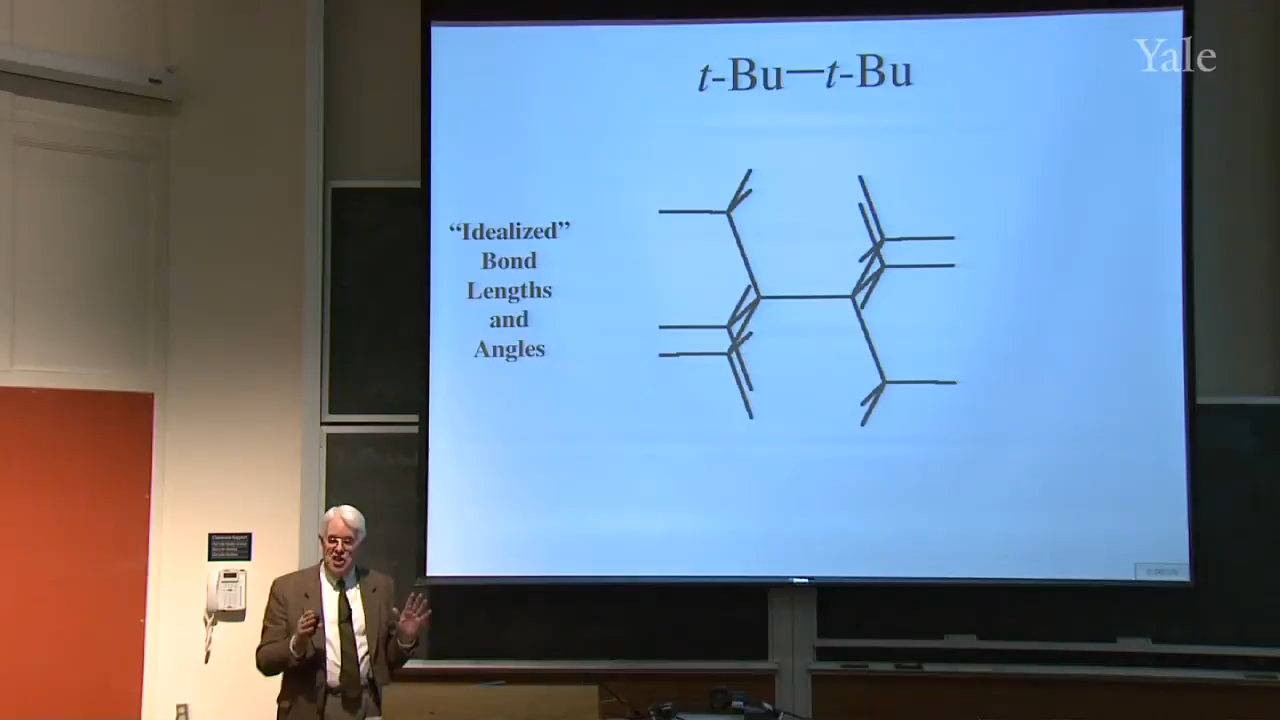 Yale
t-Bu—t-Bu
“Idealized”
Bond
Lengths
and
Angles